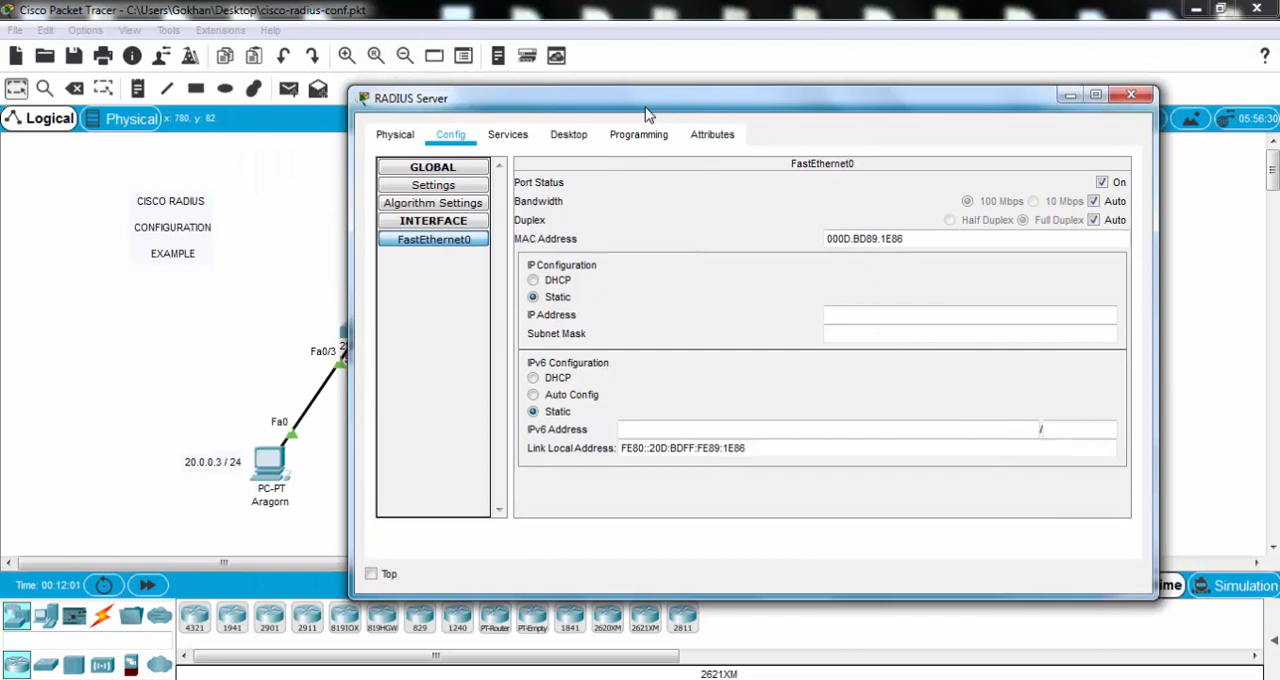 Cisco Packet Tracer - C:\Users\Gokhan\Desktop\cisco-radius-conf.pkt
File Edit Options View Tools Extensions Help
?
Logical Physical x: 780, y: 82
05:56:30
RADIUS Server
Physical Config Services Desktop Programming Attributes
GLOBAL
Settings
Algorithm Settings
INTERFACE
FastEthernet0
FastEthernet0
Port Status On
Bandwidth 100 Mbps 10 Mbps Auto
Duplex Half Duplex Full Duplex Auto
MAC Address 000D.BD89.1E86
IP Configuration
DHCP
Static
IP Address
Subnet Mask
IPv6 Configuration
DHCP
Auto Config
Static
IPv6 Address /
Link Local Address: FE80::20D:BDFF:FE89:1E86
Top
CISCO RADIUS
CONFIGURATION
EXAMPLE
Fa0/3
Fa0
20.0.0.3 / 24
PC-PT
Aragorn
Time: 00:12:01
Simulation
4321 1941 2901 2911 819IOX 819HGW 829 1240 PT-Router PT-Empty 1841 2620XM 2621XM 2811
2621XM